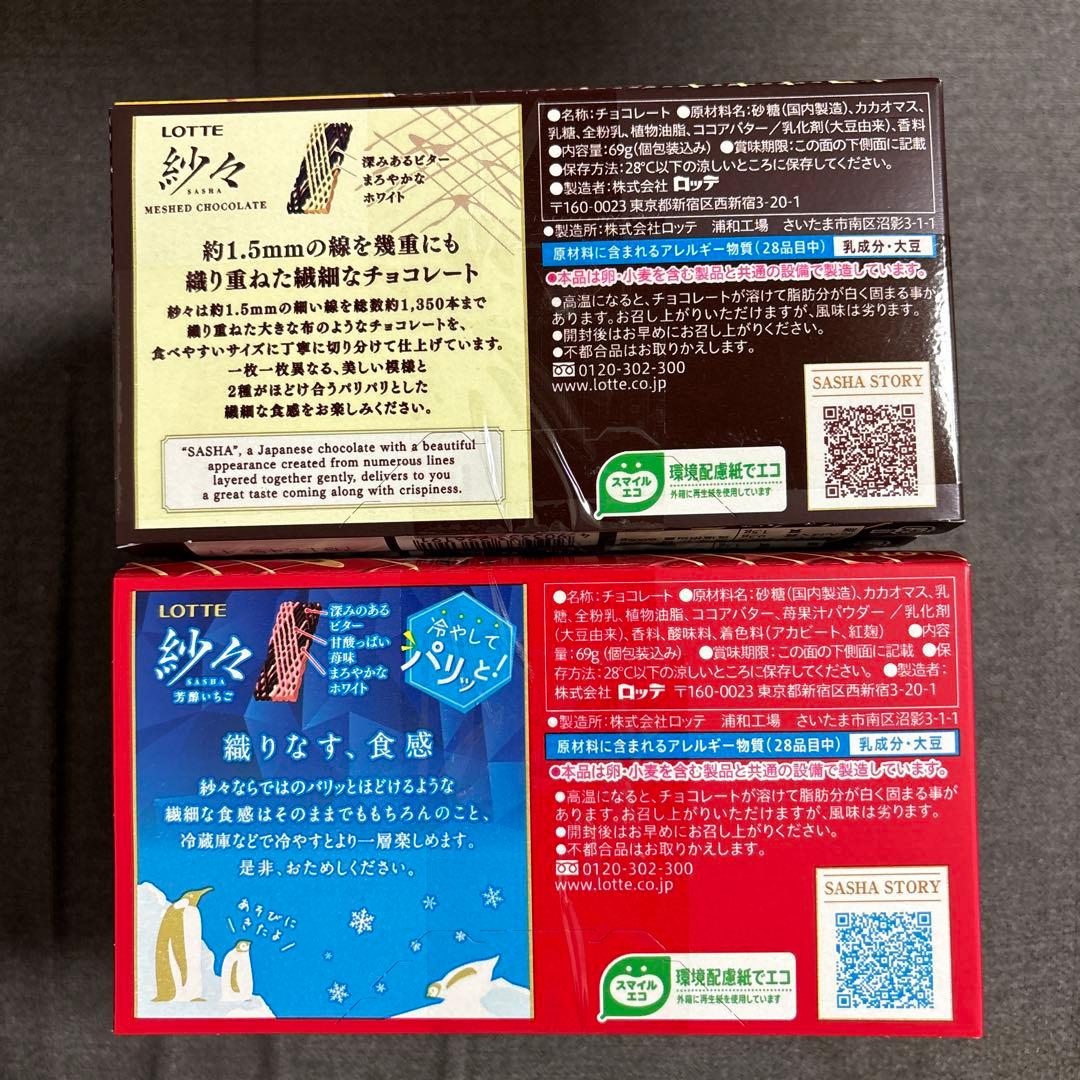 LOTTE
紗々
SASHA
MESHED CHOCOLATE
深みあるビター
まろやかな
ホワイト
約1.5mmの線を幾重にも
織り重ねた繊細なチョコレート
紗々は約1.5mmの細い線を総数約1,350本まで
織り重ねた大きな布のようなチョコレートを、
食べやすいサイズに丁寧に切り分けて仕上げています。
一枚一枚異なる、美しい模様と
2種がほどけ合うパリパリとした
繊細な食感をお楽しみください。
“SASHA”, a Japanese chocolate with a beautiful
appearance created from numerous lines
layered together gently, delivers to you
a great taste coming along with crispiness.
●名称：チョコレート ●原材料名：砂糖（国内製造）、カカオマス、
乳糖、全粉乳、植物油脂、ココアバター／乳化剤（大豆由来）、香料
●内容量：69g（個包装込み） ●賞味期限：この面の下側面に記載
●保存方法：28℃以下の涼しいところに保存してください。
●製造者：株式会社 ロッテ
〒160-0023 東京都新宿区西新宿3-20-1
●製造所：株式会社ロッテ 浦和工場 さいたま市南区沼影3-1-1
原材料に含まれるアレルギー物質（28品目中） 乳成分・大豆
●本品は卵・小麦を含む製品と共通の設備で製造しています。
●高温になると、チョコレートが溶けて脂肪分が白く固まる事が
あります。お召し上がりいただけますが、風味は劣ります。
●開封後はお早めにお召し上がりください。
●不都合品はお取りかえします。
0120-302-300
www.lotte.co.jp
SASHA STORY
スマイル
エコ
環境配慮紙でエコ
外箱に再生紙を使用しています
LOTTE
紗々
SASHA
芳醇いちご
深みのある
ビター
甘酸っぱい
苺味
まろやかな
ホワイト
冷やして
パリッと！
織りなす、食感
紗々ならではのパリッとほどけるような
繊細な食感はそのままでももちろんのこと、
冷蔵庫などで冷やすとより一層楽しめます。
是非、おためしください。
あそびに
きたよ
●名称：チョコレート ●原材料名：砂糖（国内製造）、カカオマス、乳
糖、全粉乳、植物油脂、ココアバター、苺果汁パウダー／乳化剤
（大豆由来）、香料、酸味料、着色料（アカビート、紅麹） ●内容
量：69g（個包装込み） ●賞味期限：この面の下側面に記載 ●保
存方法：28℃以下の涼しいところに保存してください。 ●製造者：
株式会社 ロッテ 〒160-0023 東京都新宿区西新宿3-20-1
●製造所：株式会社ロッテ 浦和工場 さいたま市南区沼影3-1-1
原材料に含まれるアレルギー物質（28品目中） 乳成分・大豆
●本品は卵・小麦を含む製品と共通の設備で製造しています。
●高温になると、チョコレートが溶けて脂肪分が白く固まる事が
あります。お召し上がりいただけますが、風味は劣ります。
●開封後はお早めにお召し上がりください。
●不都合品はお取りかえします。
0120-302-300
www.lotte.co.jp
SASHA STORY
スマイル
エコ
環境配慮紙でエコ
外箱に再生紙を使用しています